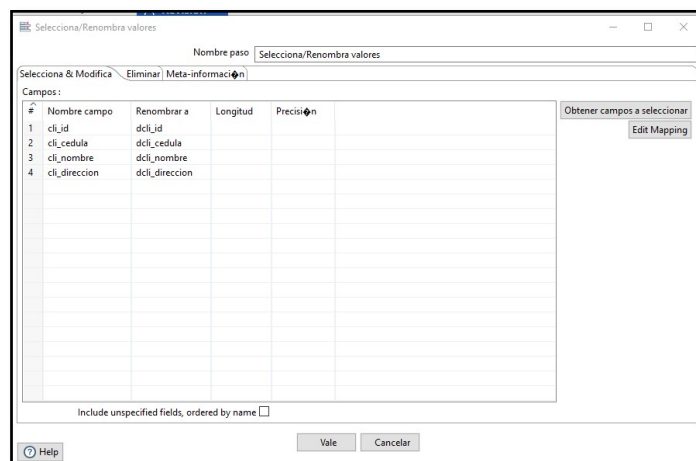 Selecciona/Renombra valores
Nombre paso Selecciona/Renombra valores
Selecciona & Modifica Eliminar Meta-informaci�n
Campos :
# Nombre campo Renombrar a Longitud Precisi�n
1 cli_id dcli_id
2 cli_cedula dcli_cedula
3 cli_nombre dcli_nombre
4 cli_direccion dcli_direccion
Obtener campos a seleccionar
Edit Mapping
Include unspecified fields, ordered by name
Vale Cancelar
Help